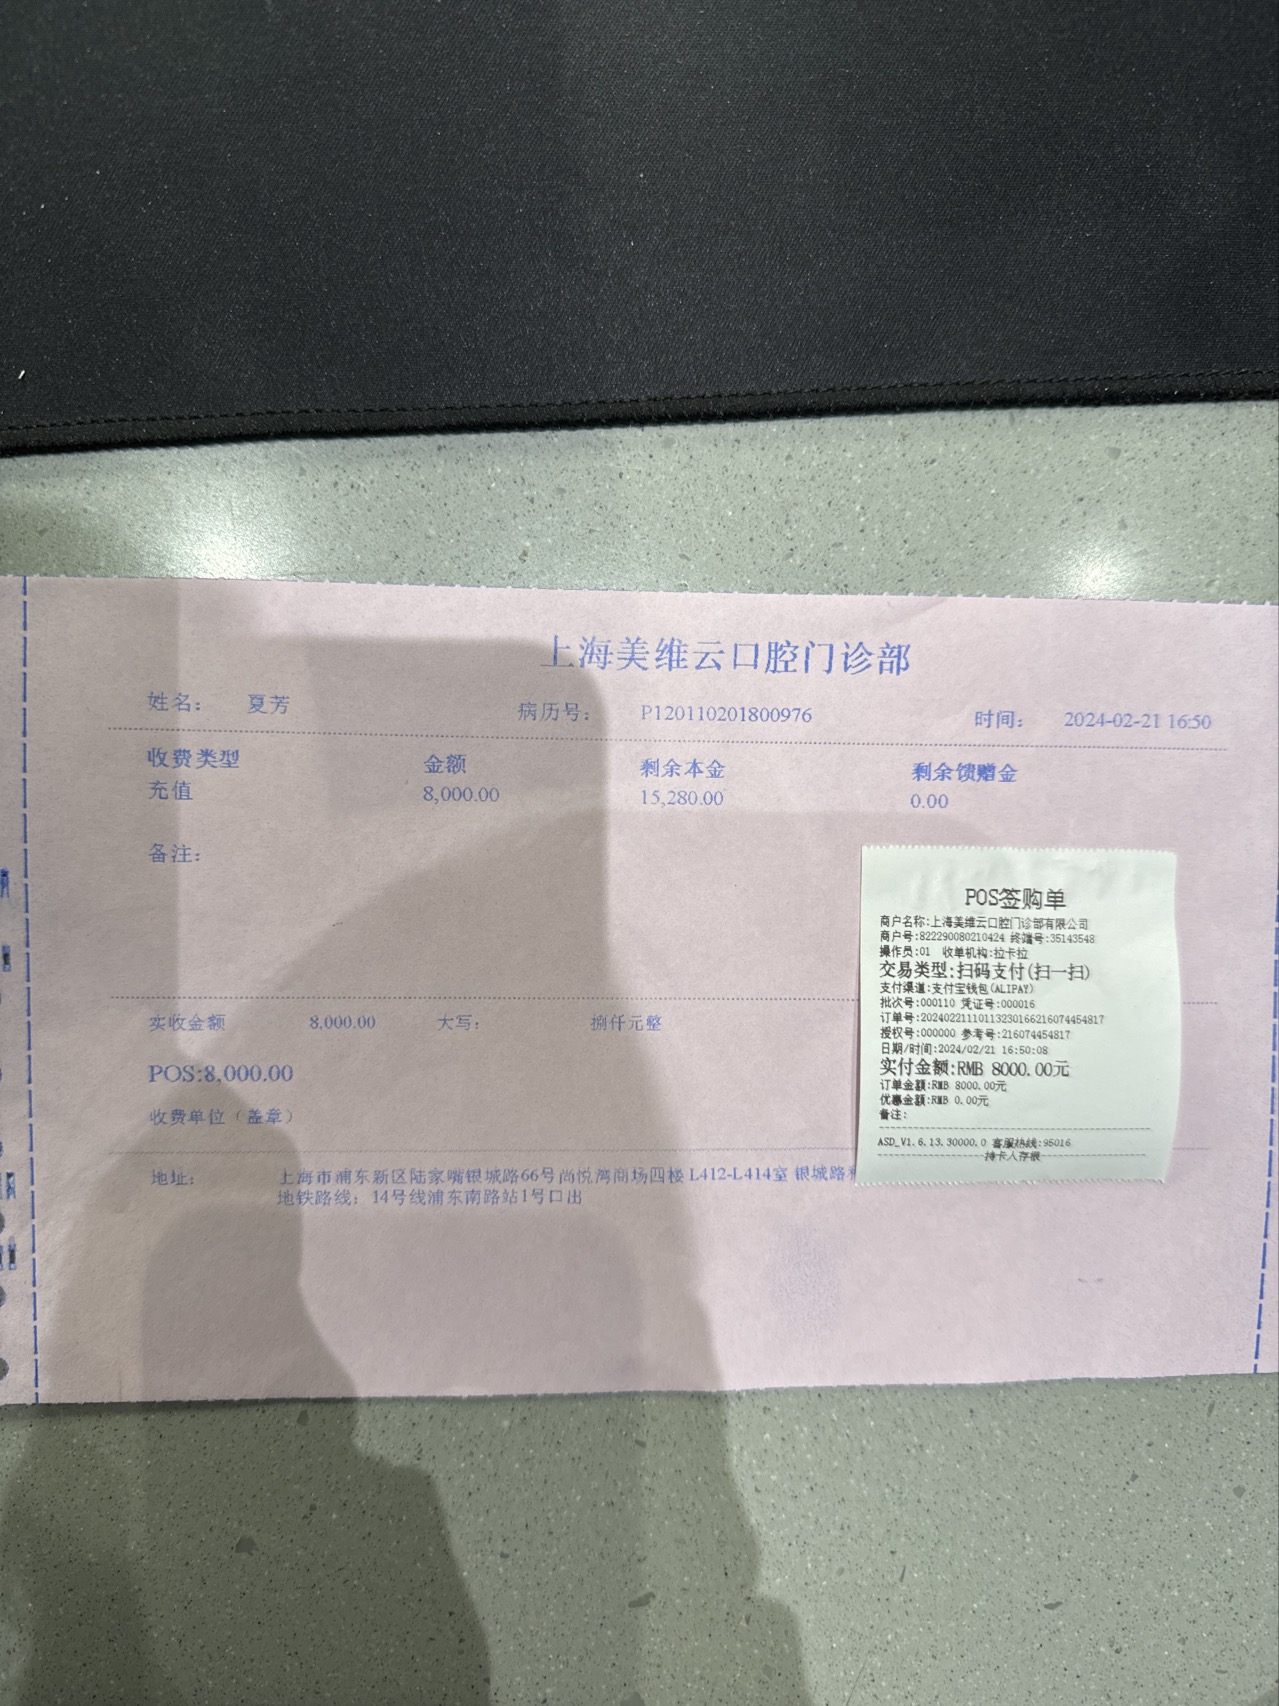 上海美维云口腔门诊部
姓名： 夏芳 病历号： P120110201800976 时间： 2024-02-21 16:50
收费类型 金额 剩余本金 剩余馈赠金
充值 8,000.00 15,280.00 0.00
备注：
实收金额 8,000.00 大写： 捌仟元整
POS:8,000.00
收费单位（盖章）
地址： 上海市浦东新区陆家嘴银城路66号尚悦湾商场四楼 L412-L414室 银城路
地铁路线：14号线浦东南路站1号口出
POS签购单
商户名称:上海美维云口腔门诊部有限公司
商户号:822290080210424 终端号:35143548
操作员:01 收单机构:拉卡拉
交易类型:扫码支付(扫一扫)
支付渠道:支付宝钱包(ALIPAY)
批次号:000110 凭证号:000016
订单号:20240221110113230166216074454817
授权号:000000 参考号:216074454817
日期/时间:2024/02/21 16:50:08
实付金额:RMB 8000.00元
订单金额:RMB 8000.00元
优惠金额:RMB 0.00元
备注:
ASD_V1.6.13.30000.0 客服热线:95016
持卡人存根